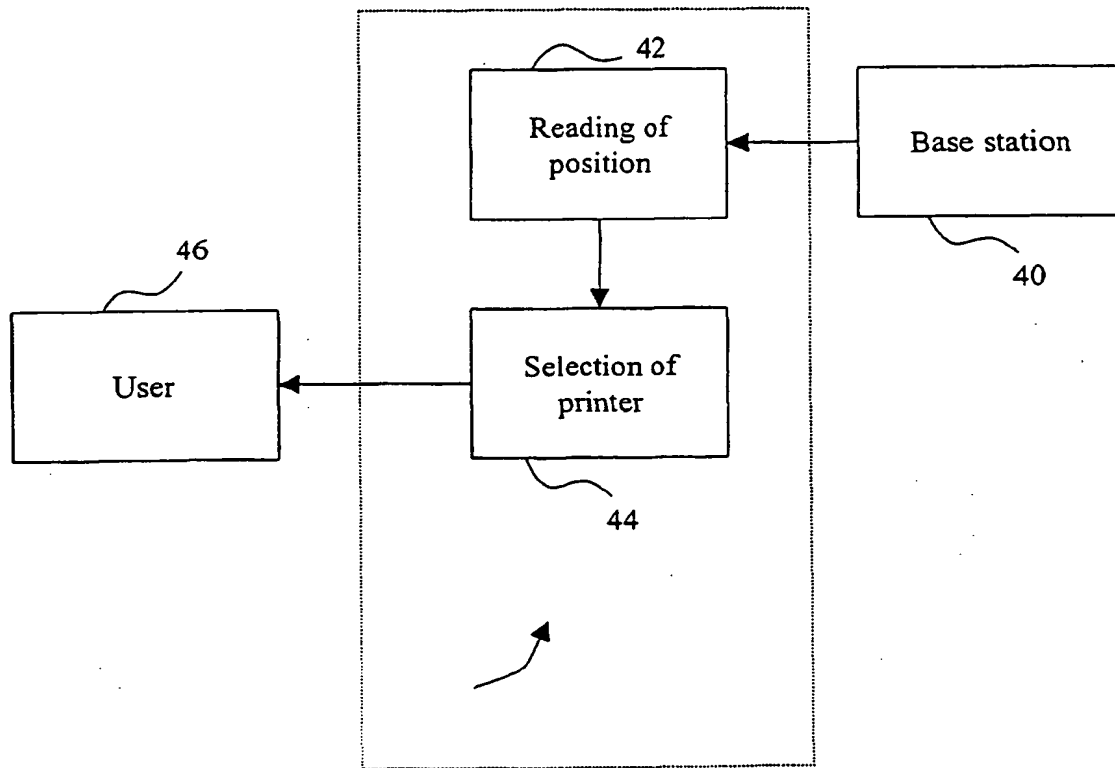 42
Reading of
position
Base station
40
46
User
Selection of
printer
44